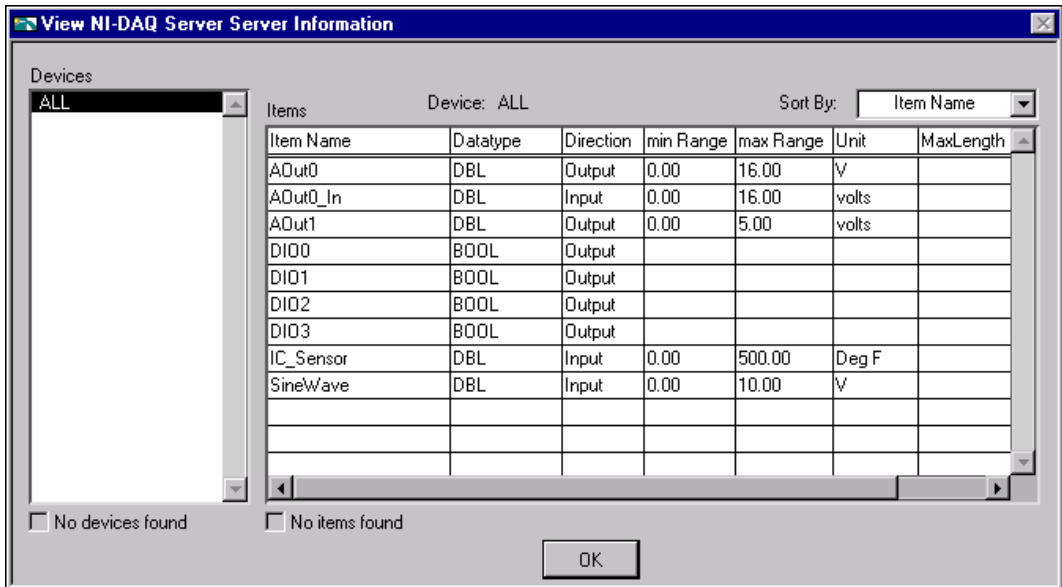 View NI-DAQ Server Server Information
Devices
ALL
Items Device: ALL Sort By: Item Name
Item Name Datatype Direction min Range max Range Unit MaxLength
AOut0 DBL Output 0.00 16.00 V
AOut0_In DBL Input 0.00 16.00 volts
AOut1 DBL Output 0.00 5.00 volts
DIO0 BOOL Output
DIO1 BOOL Output
DIO2 BOOL Output
DIO3 BOOL Output
IC_Sensor DBL Input 0.00 500.00 Deg F
SineWave DBL Input 0.00 10.00 V
No devices found No items found
OK